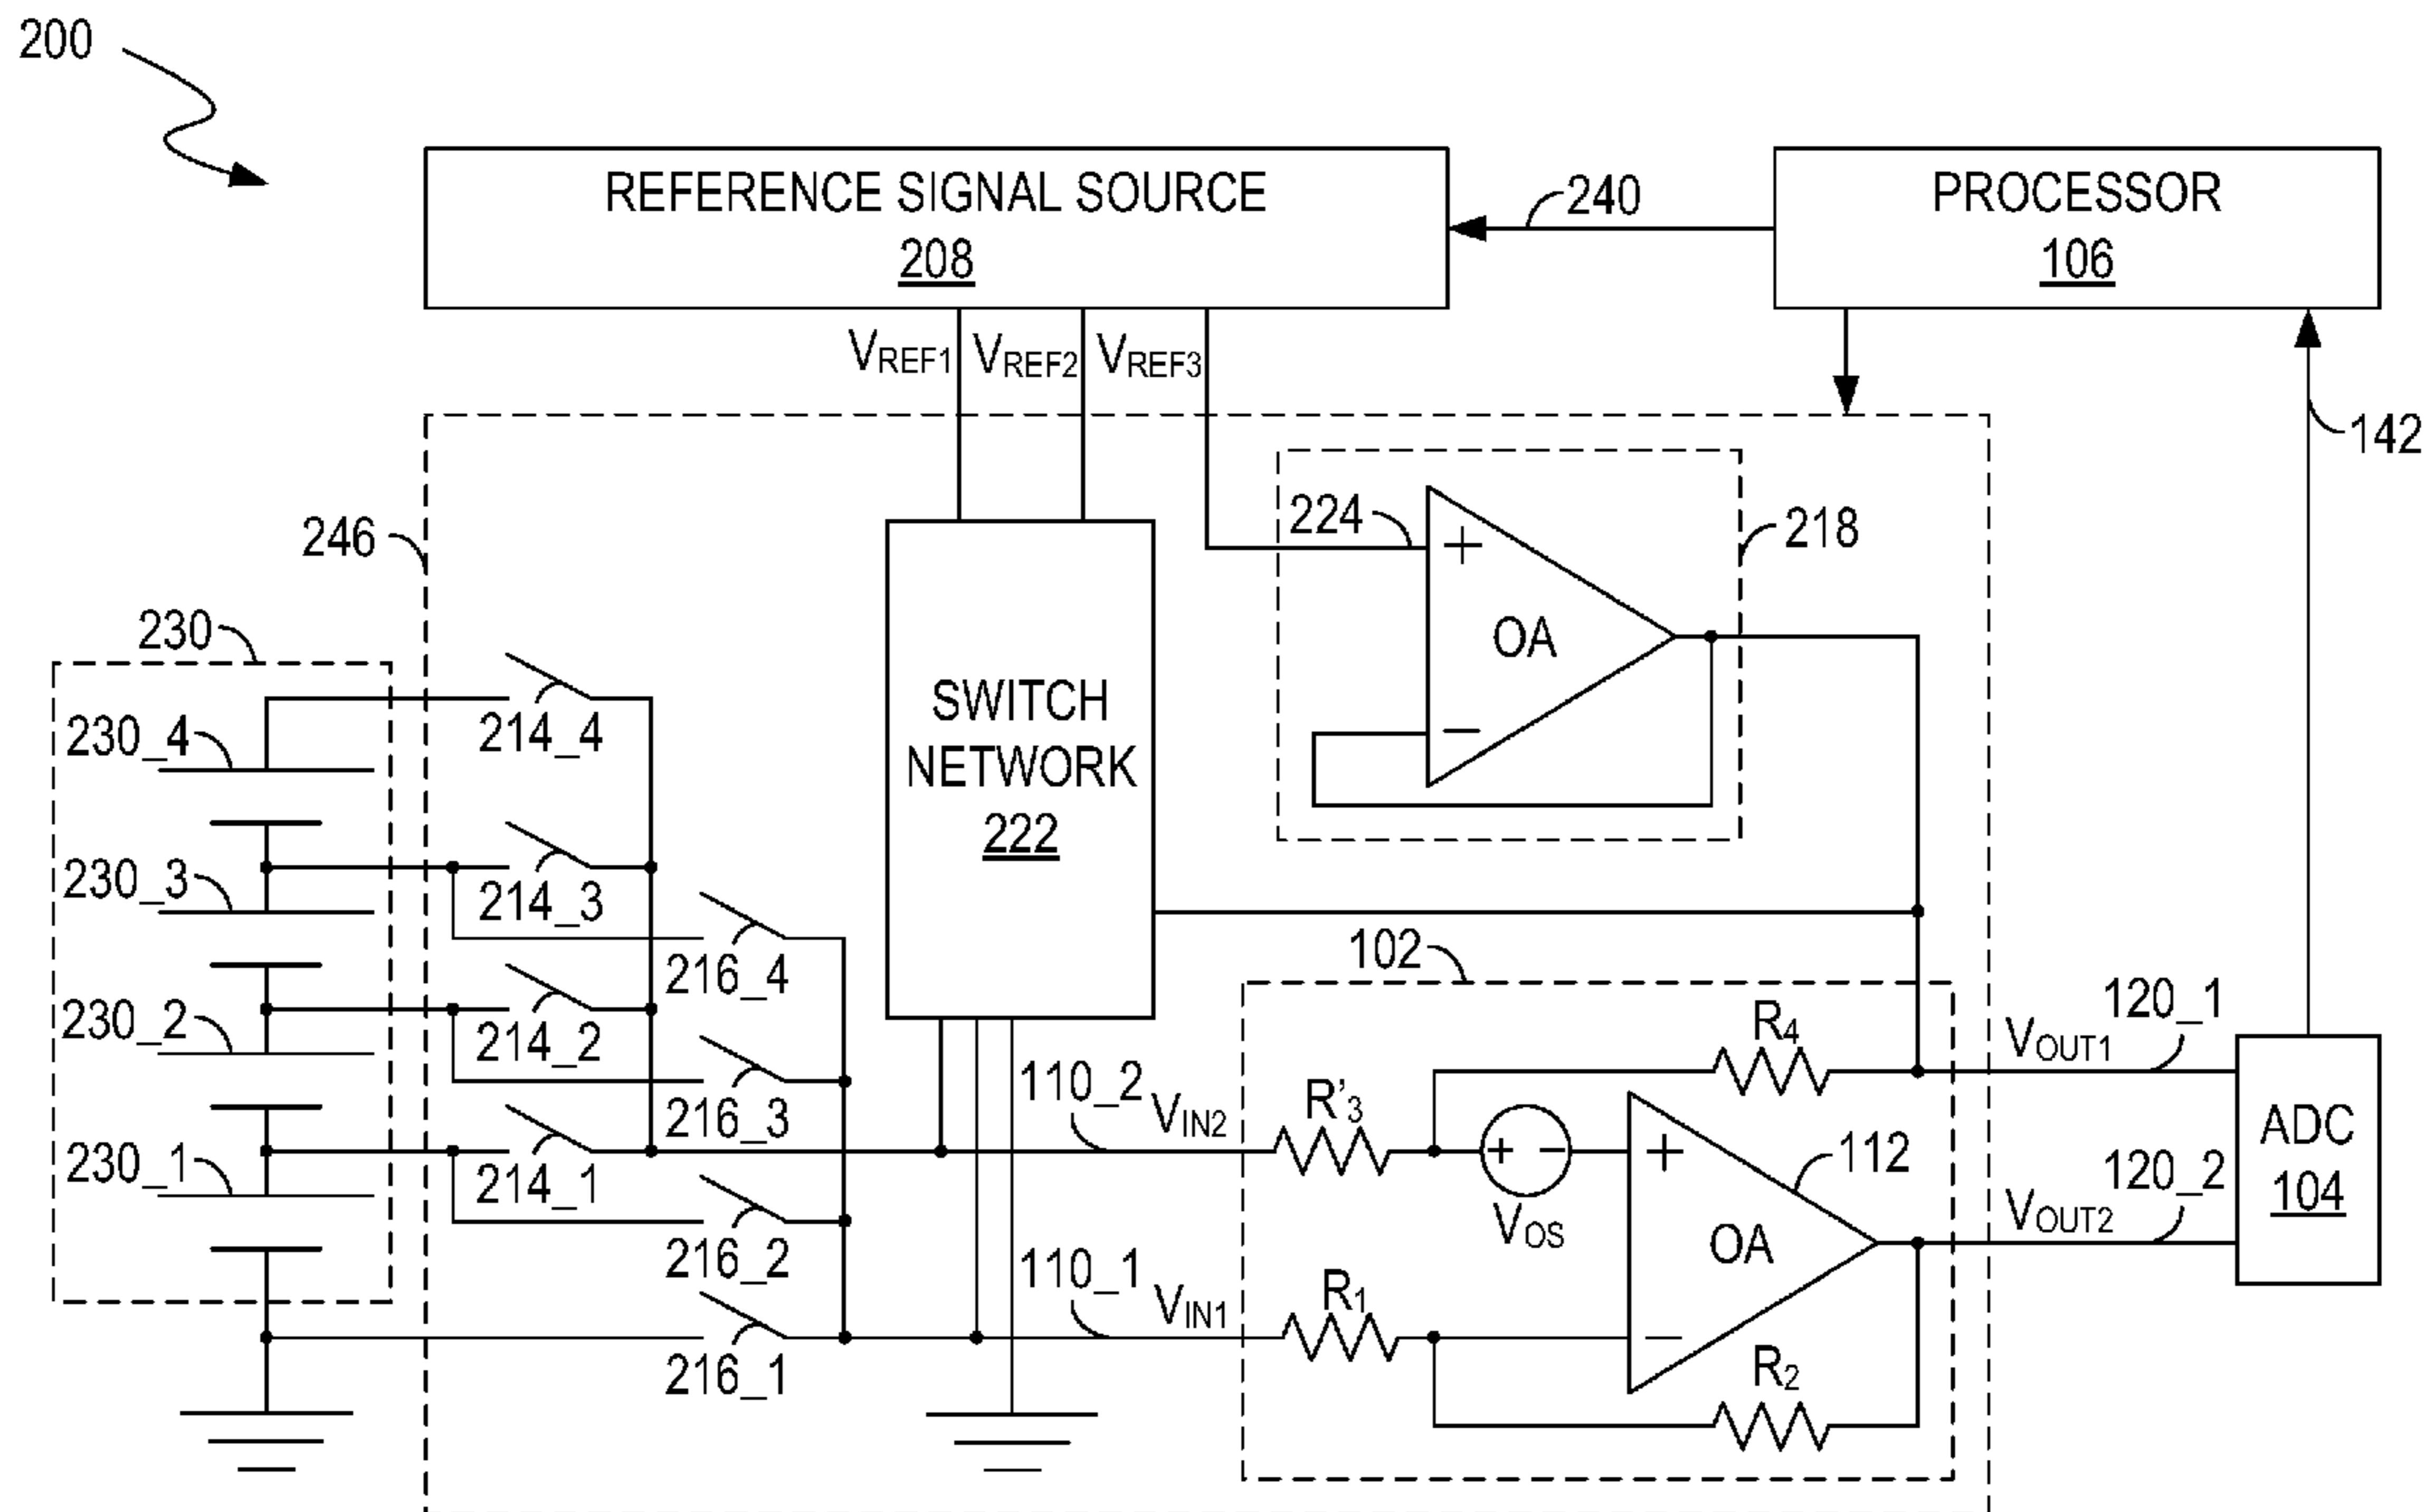 200
REFERENCE SIGNAL SOURCE
208
240
PROCESSOR
106
VREF1
VREF2
VREF3
142
246
224
+
−
OA
218
230
230_4
230_3
230_2
230_1
214_4
214_3
214_2
214_1
216_4
216_3
216_2
216_1
SWITCH
NETWORK
222
102
110_2
VIN2
110_1
VIN1
R'3
R4
R1
R2
+ −
VOS
+
−
OA
112
VOUT1
120_1
VOUT2
120_2
ADC
104